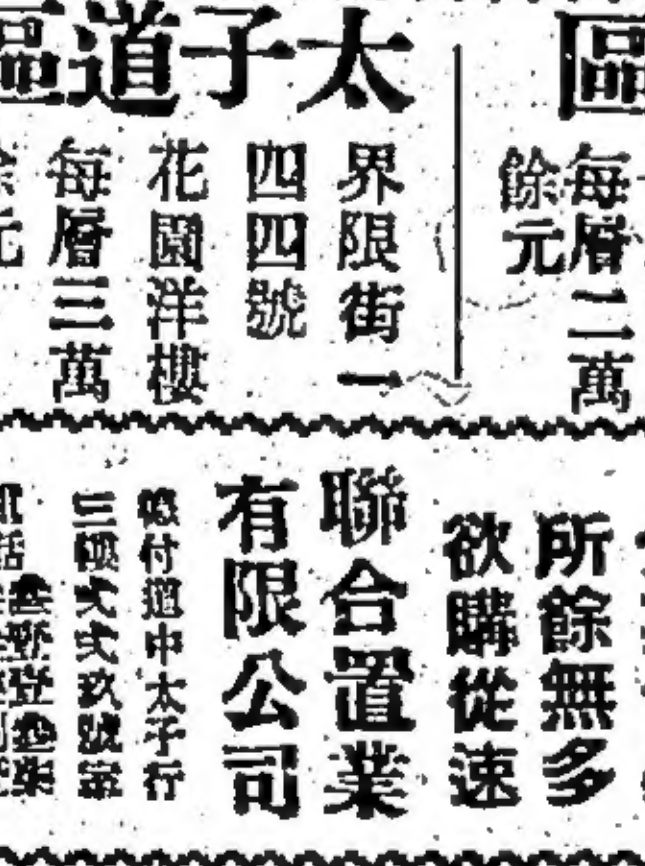 區
每層二萬
餘元
太子道區
界限街一
四四號
花園洋樓
每層三萬
餘元
所餘無多
欲購從速
聯合置業
有限公司
中太子行
三樓
號室